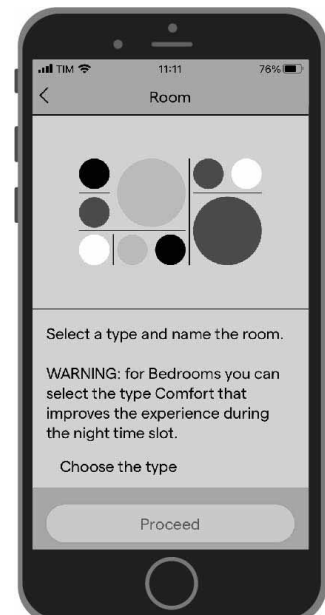 TIM 11:11 76%
Room
Select a type and name the room.
WARNING: for Bedrooms you can
select the type Comfort that
improves the experience during
the night time slot.
Choose the type
Proceed